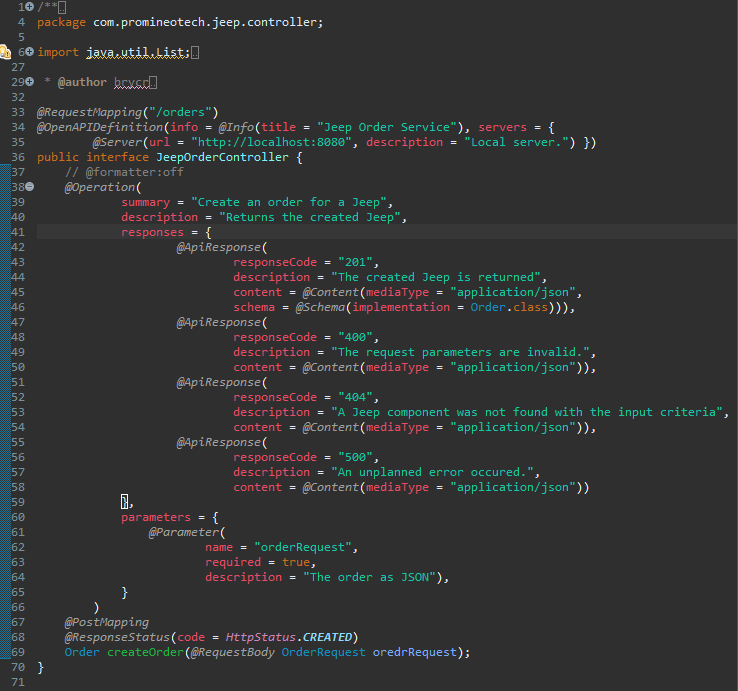 1 /**
4 package com.promineotech.jeep.controller;
5
6 import java.util.List;
27
29 * @author brycr
32
33 @RequestMapping("/orders")
34 @OpenAPIDefinition(info = @Info(title = "Jeep Order Service"), servers = {
35 @Server(url = "http://localhost:8080", description = "Local server.") })
36 public interface JeepOrderController {
37 // @formatter:off
38 @Operation(
39 summary = "Create an order for a Jeep",
40 description = "Returns the created Jeep",
41 responses = {
42 @ApiResponse(
43 responseCode = "201",
44 description = "The created Jeep is returned",
45 content = @Content(mediaType = "application/json",
46 schema = @Schema(implementation = Order.class))),
47 @ApiResponse(
48 responseCode = "400",
49 description = "The request parameters are invalid.",
50 content = @Content(mediaType = "application/json")),
51 @ApiResponse(
52 responseCode = "404",
53 description = "A Jeep component was not found with the input criteria",
54 content = @Content(mediaType = "application/json")),
55 @ApiResponse(
56 responseCode = "500",
57 description = "An unplanned error occured.",
58 content = @Content(mediaType = "application/json"))
59 },
60 parameters = {
61 @Parameter(
62 name = "orderRequest",
63 required = true,
64 description = "The order as JSON"),
65 }
66 )
67 @PostMapping
68 @ResponseStatus(code = HttpStatus.CREATED)
69 Order createOrder(@RequestBody OrderRequest oredrRequest);
70 }
71